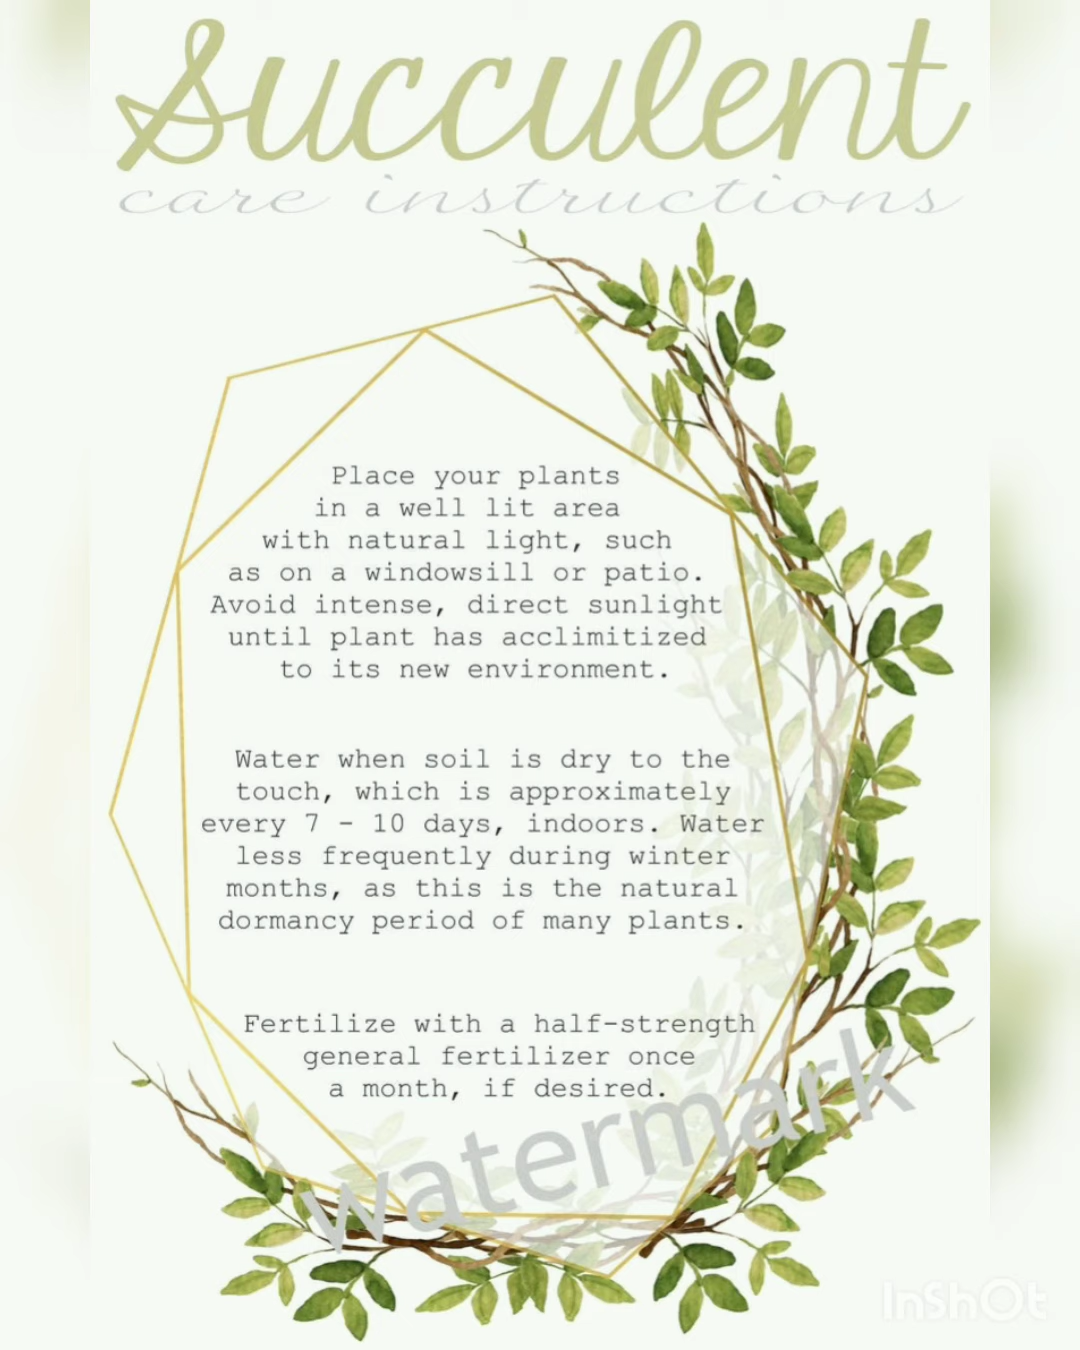 Succulent
care instructions
Place your plants
in a well lit area
with natural light, such
as on a windowsill or patio.
Avoid intense, direct sunlight
until plant has acclimitized
to its new environment.
Water when soil is dry to the
touch, which is approximately
every 7 - 10 days, indoors. Water
less frequently during winter
months, as this is the natural
dormancy period of many plants.
Fertilize with a half-strength
general fertilizer once
a month, if desired.
watermark
InShOt